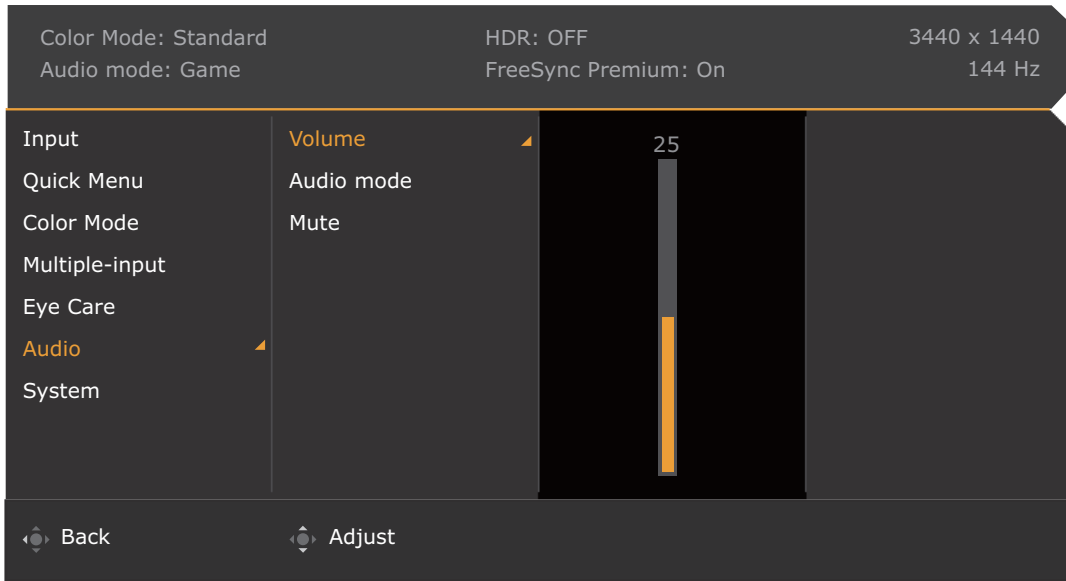 Color Mode: Standard
HDR: OFF
3440 x 1440
Audio mode: Game
FreeSync Premium: On
144 Hz
Input
Quick Menu
Color Mode
Multiple-input
Eye Care
Audio
System
Volume
Audio mode
Mute
25
Back
Adjust